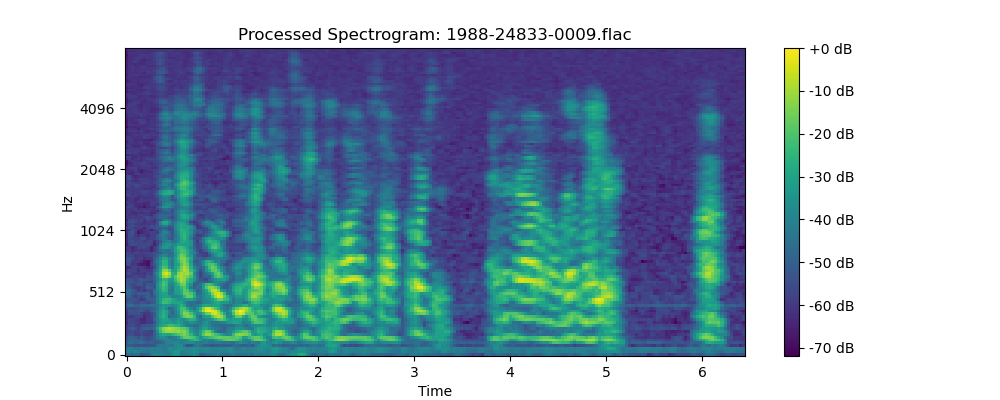 Processed Spectrogram: 1988-24833-0009.flac
Hz
4096
2048
1024
512
0
0 1 2 3 4 5 6
Time
+0 dB
-10 dB
-20 dB
-30 dB
-40 dB
-50 dB
-60 dB
-70 dB